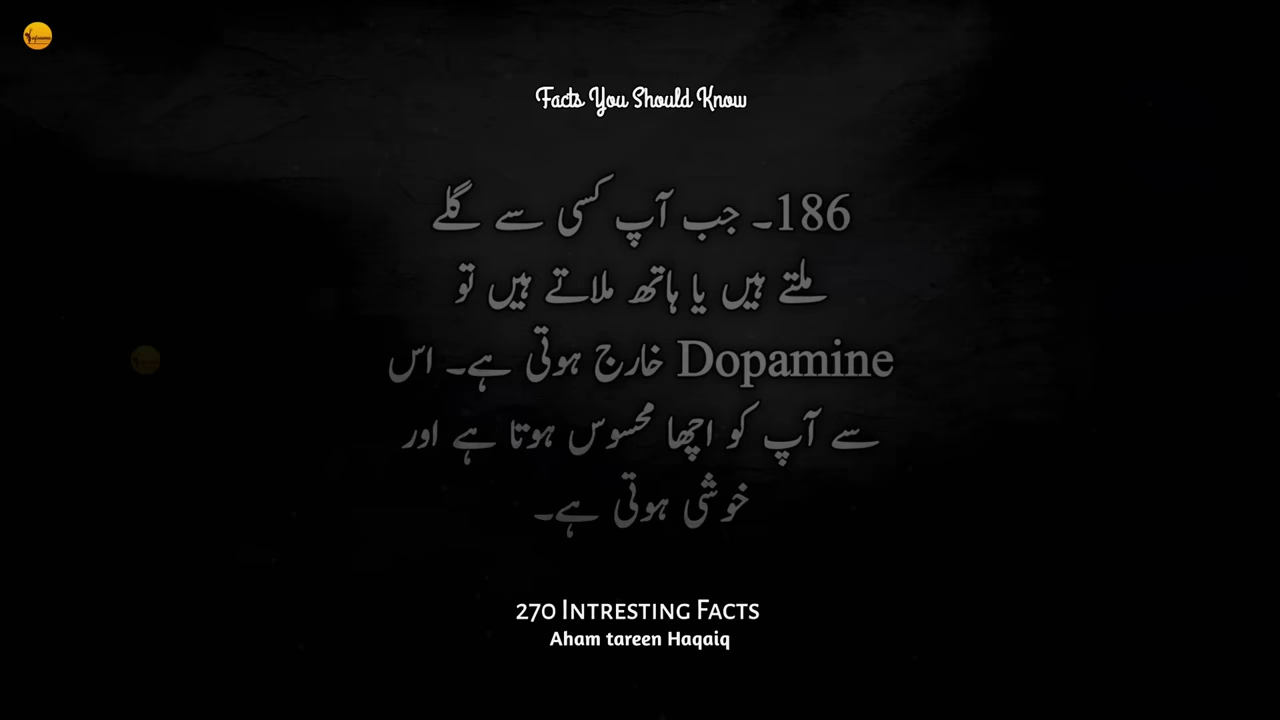 Facts You Should Know
186۔ جب آپ کسی سے گلے
ملتے ہیں یا ہاتھ ملاتے ہیں تو
Dopamine خارج ہوتی ہے۔ اس
سے آپ کو اچھا محسوس ہوتا ہے اور
خوشی ہوتی ہے۔
270 INTRESTING FACTS
Aham tareen Haqaiq